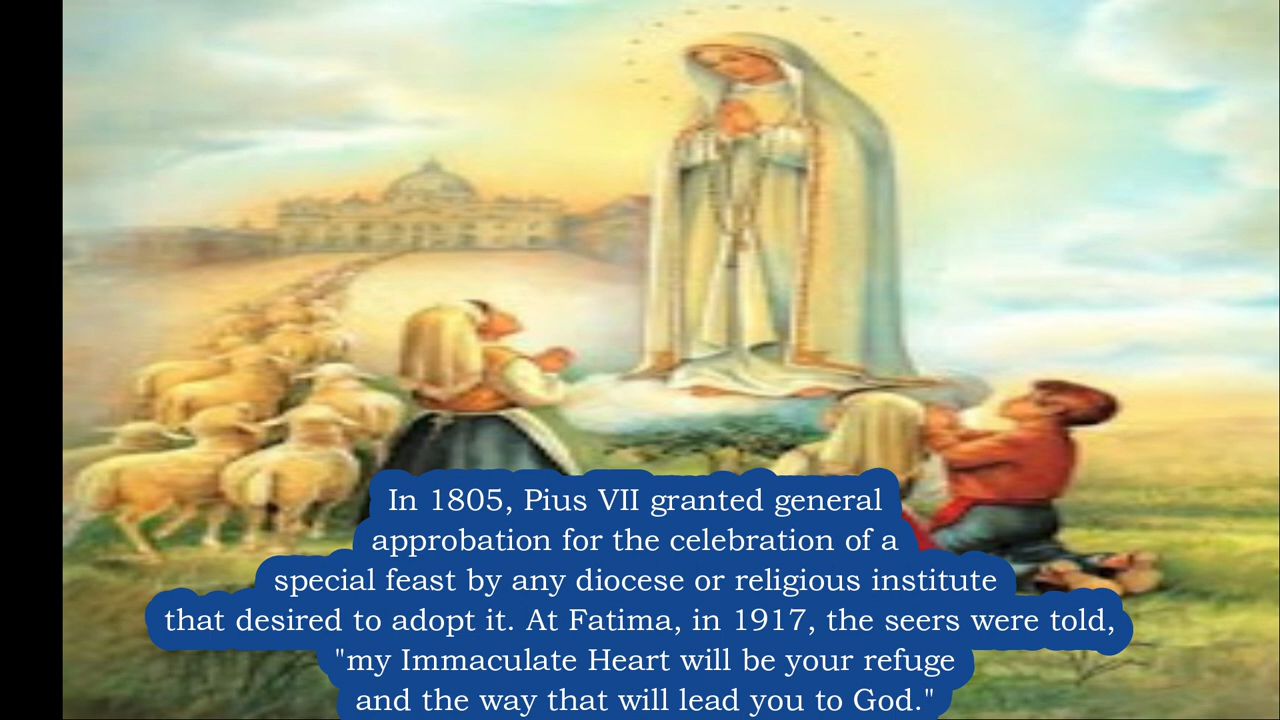 In 1805, Pius VII granted general
approbation for the celebration of a
special feast by any diocese or religious institute
that desired to adopt it. At Fatima, in 1917, the seers were told,
"my Immaculate Heart will be your refuge
and the way that will lead you to God."